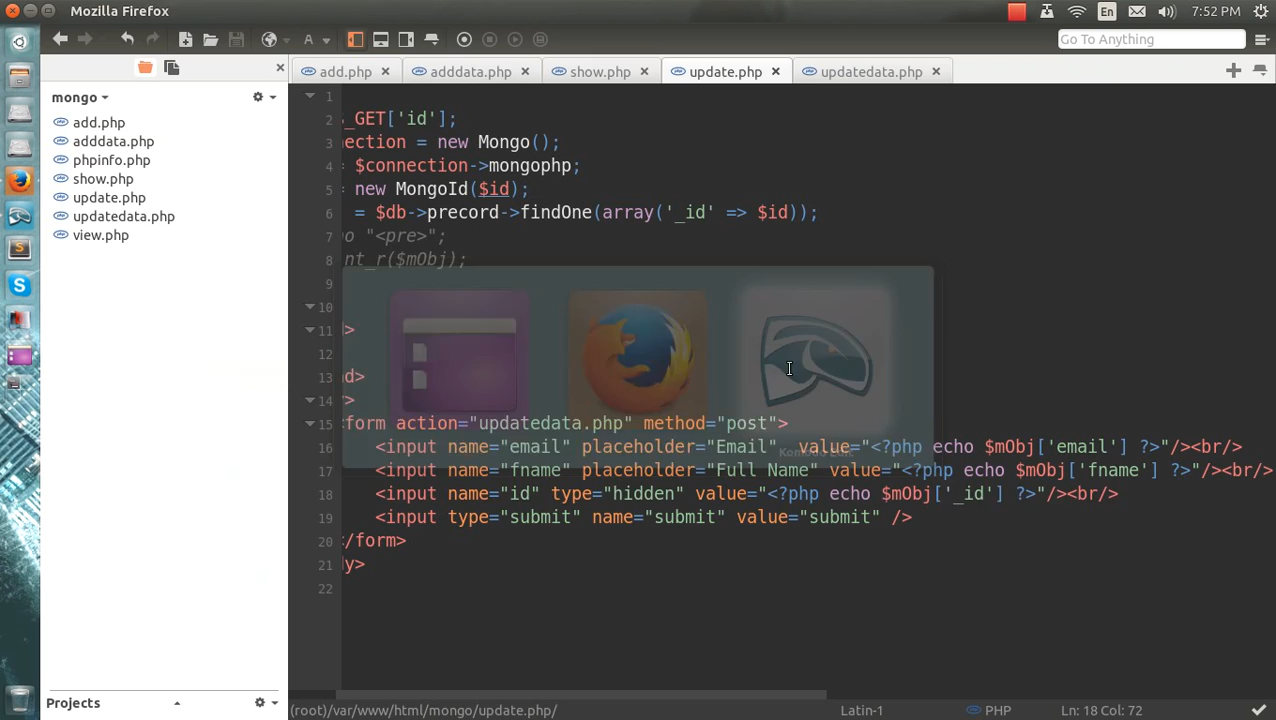 Mozilla Firefox
En
7:52 PM
Go To Anything
add.php
adddata.php
show.php
update.php
updatedata.php
mongo
add.php
adddata.php
phpinfo.php
show.php
update.php
updatedata.php
view.php
1
2 _GET['id'];
3 nection = new Mongo();
4 = $connection->mongophp;
5 = new MongoId($id);
6 = $db->precord->findOne(array('_id' => $id));
7 o "<pre>";
8 nt_r($mObj);
9
10
11 >
12
13 d>
14 >
15 form action="updatedata.php" method="post">
16 <input name="email" placeholder="Email" value="<?php echo $mObj['email'] ?>"/><br/>
17 <input name="fname" placeholder="Full Name" value="<?php echo $mObj['fname'] ?>"/><br/>
18 <input name="id" type="hidden" value="<?php echo $mObj['_id'] ?>"/><br/>
19 <input type="submit" name="submit" value="submit" />
20 /form>
21 y>
22
Komodo Edit
Projects
(root)/var/www/html/mongo/update.php/
Latin-1
PHP
Ln: 18 Col: 72